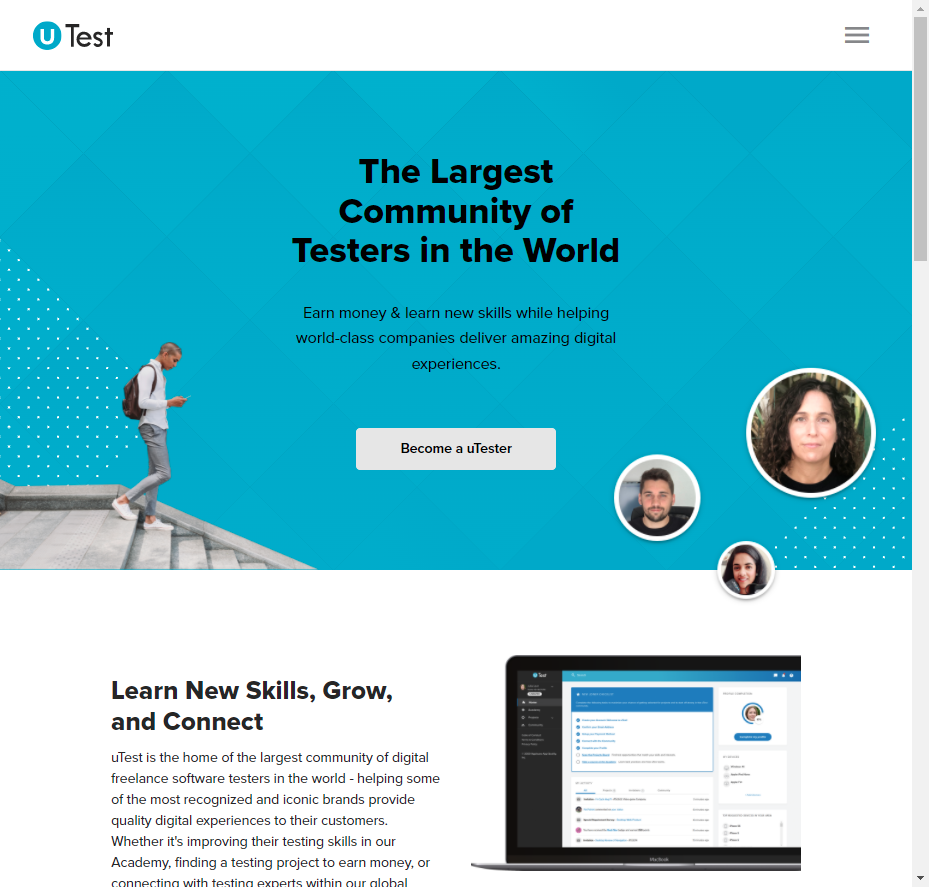 uTest
The Largest
Community of
Testers in the World
Earn money & learn new skills while helping
world-class companies deliver amazing digital
experiences.
Become a uTester
Learn New Skills, Grow,
and Connect
uTest is the home of the largest community of digital
freelance software testers in the world - helping some
of the most recognized and iconic brands provide
quality digital experiences to their customers.
Whether it's improving their testing skills in our
Academy, finding a testing project to earn money, or
connecting with testing experts within our global
uTest
MacBook